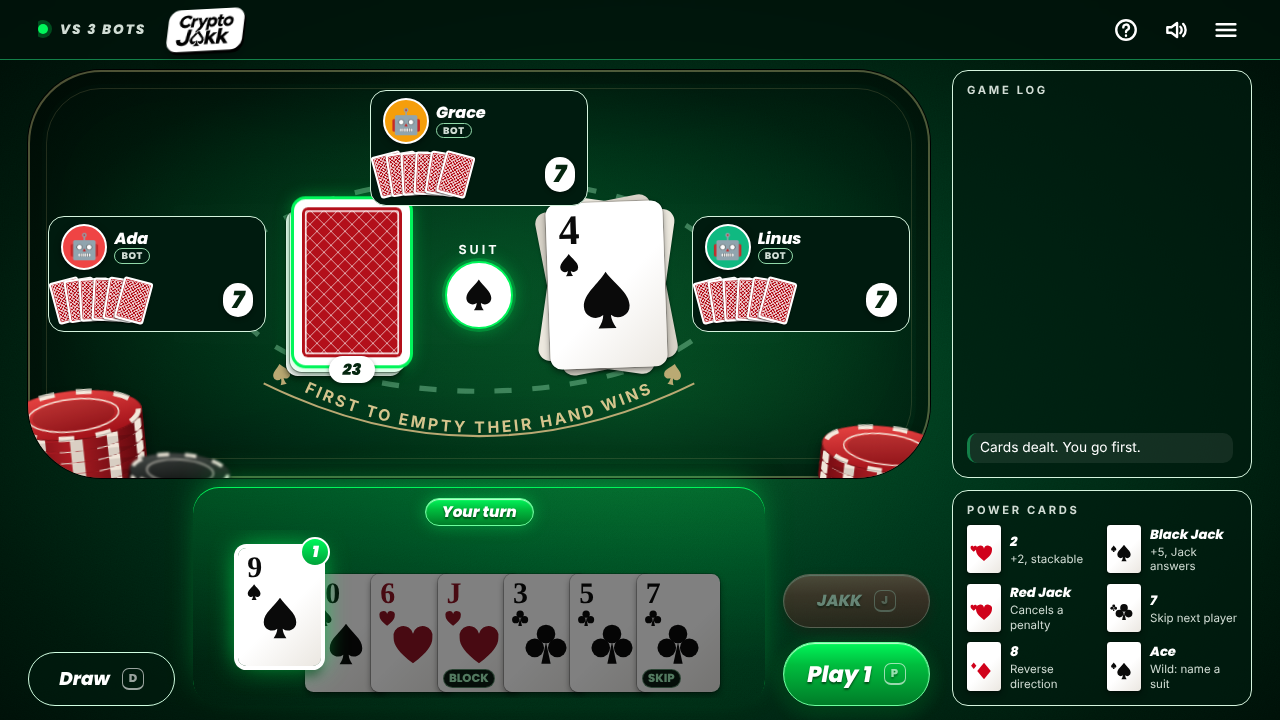 VS 3 BOTS
Crypto
Jakk
Grace
BOT
7
Ada
BOT
7
SUIT
4
Linus
BOT
7
23
FIRST TO EMPTY THEIR HAND WINS
GAME LOG
Cards dealt. You go first.
Your turn
1
9
0
6
J
BLOCK
3
5
7
SKIP
Draw D
JAKK J
Play 1 P
POWER CARDS
2
+2, stackable
Black Jack
+5, Jack
answers
Red Jack
Cancels a
penalty
7
Skip next player
8
Reverse
direction
Ace
Wild: name a
suit